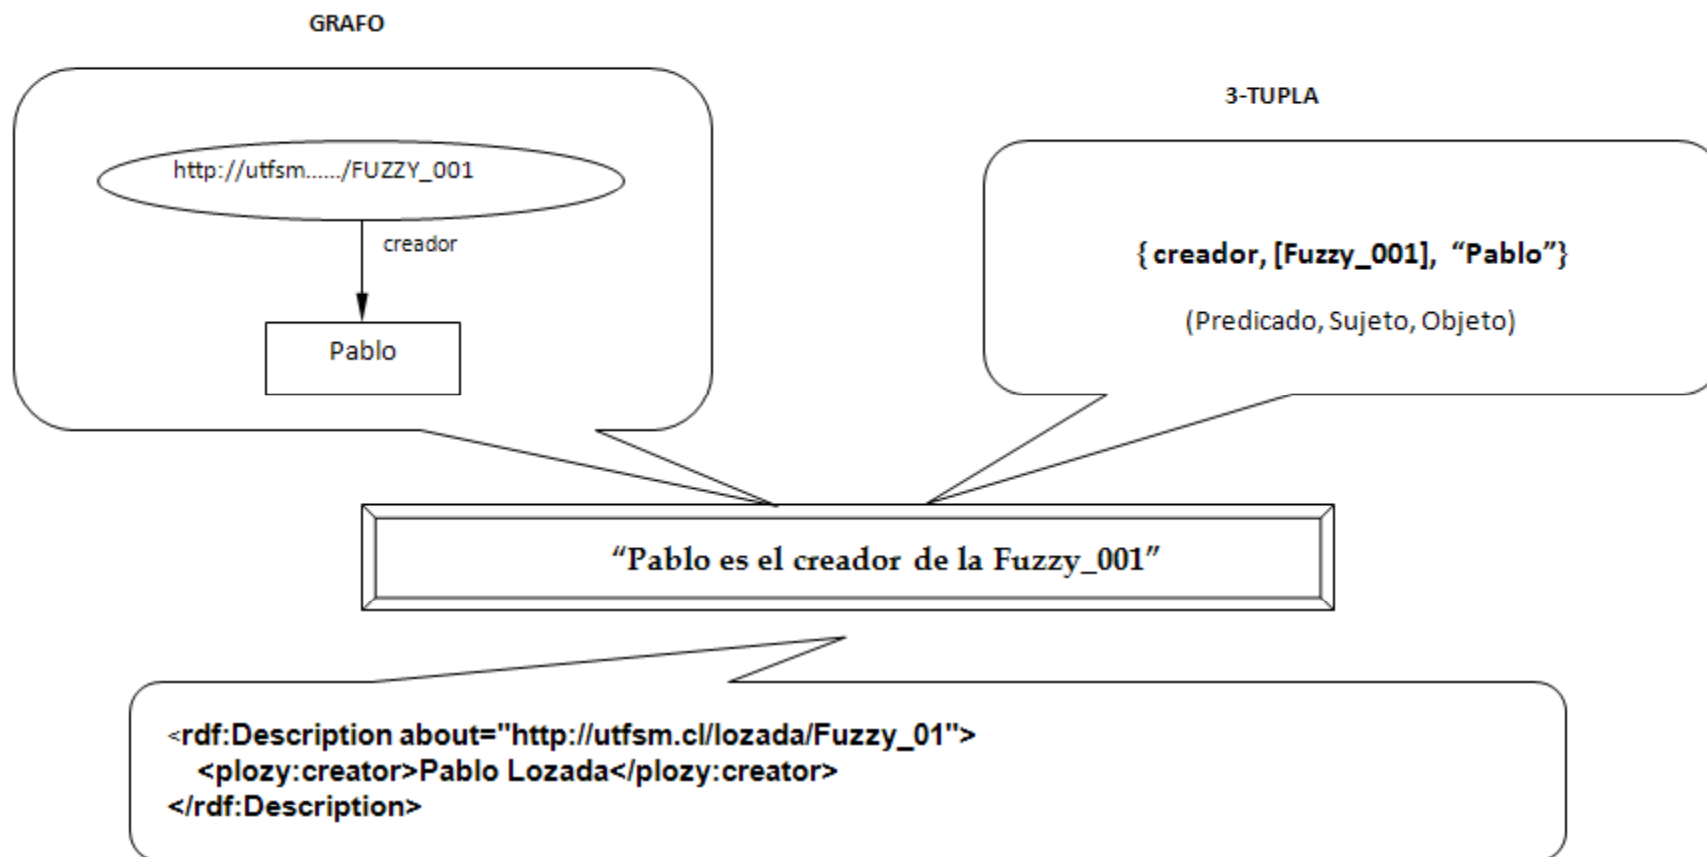 GRAFO
http://utfsm....../FUZZY_001
creador
Pablo
3-TUPLA
{ creador, [Fuzzy_001], “Pablo”}
(Predicado, Sujeto, Objeto)
“Pablo es el creador de la Fuzzy_001”
<rdf:Description about="http://utfsm.cl/lozada/Fuzzy_01">
<plozy:creator>Pablo Lozada</plozy:creator>
</rdf:Description>